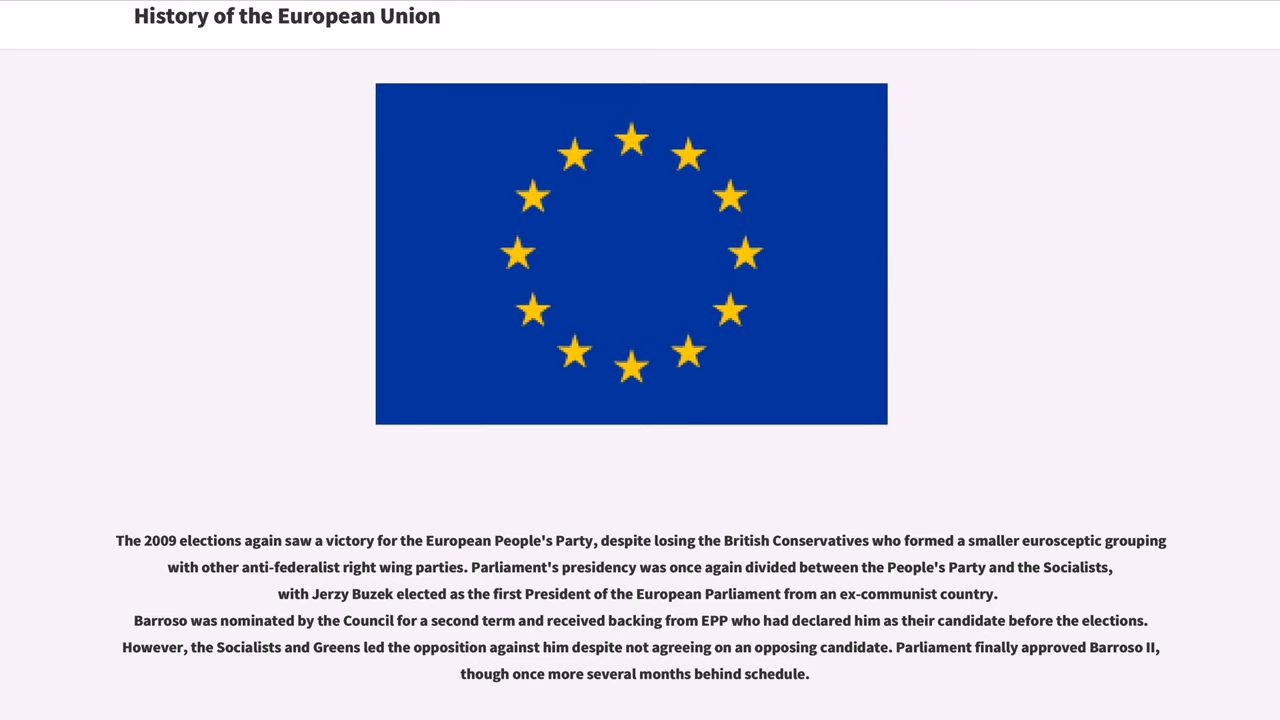 History of the European Union
The 2009 elections again saw a victory for the European People's Party, despite losing the British Conservatives who formed a smaller eurosceptic grouping
with other anti-federalist right wing parties. Parliament's presidency was once again divided between the People's Party and the Socialists,
with Jerzy Buzek elected as the first President of the European Parliament from an ex-communist country.
Barroso was nominated by the Council for a second term and received backing from EPP who had declared him as their candidate before the elections.
However, the Socialists and Greens led the opposition against him despite not agreeing on an opposing candidate. Parliament finally approved Barroso II,
though once more several months behind schedule.